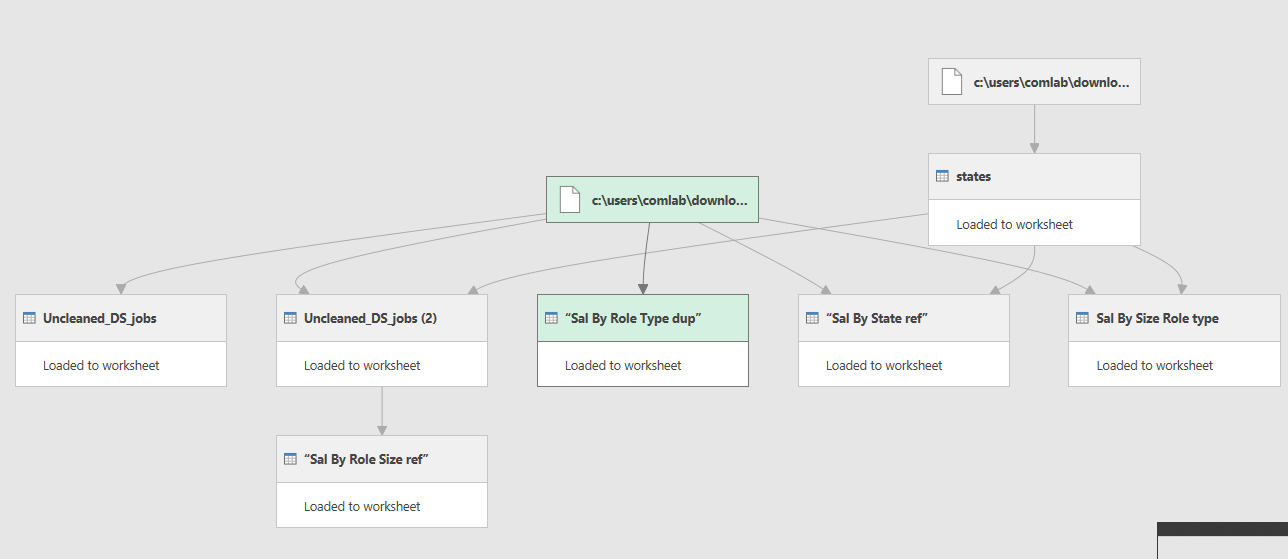 c:\users\comlab\downlo...
states
Loaded to worksheet
c:\users\comlab\downlo...
Uncleaned_DS_jobs
Loaded to worksheet
Uncleaned_DS_jobs (2)
Loaded to worksheet
“Sal By Role Type dup”
Loaded to worksheet
“Sal By State ref”
Loaded to worksheet
Sal By Size Role type
Loaded to worksheet
“Sal By Role Size ref”
Loaded to worksheet